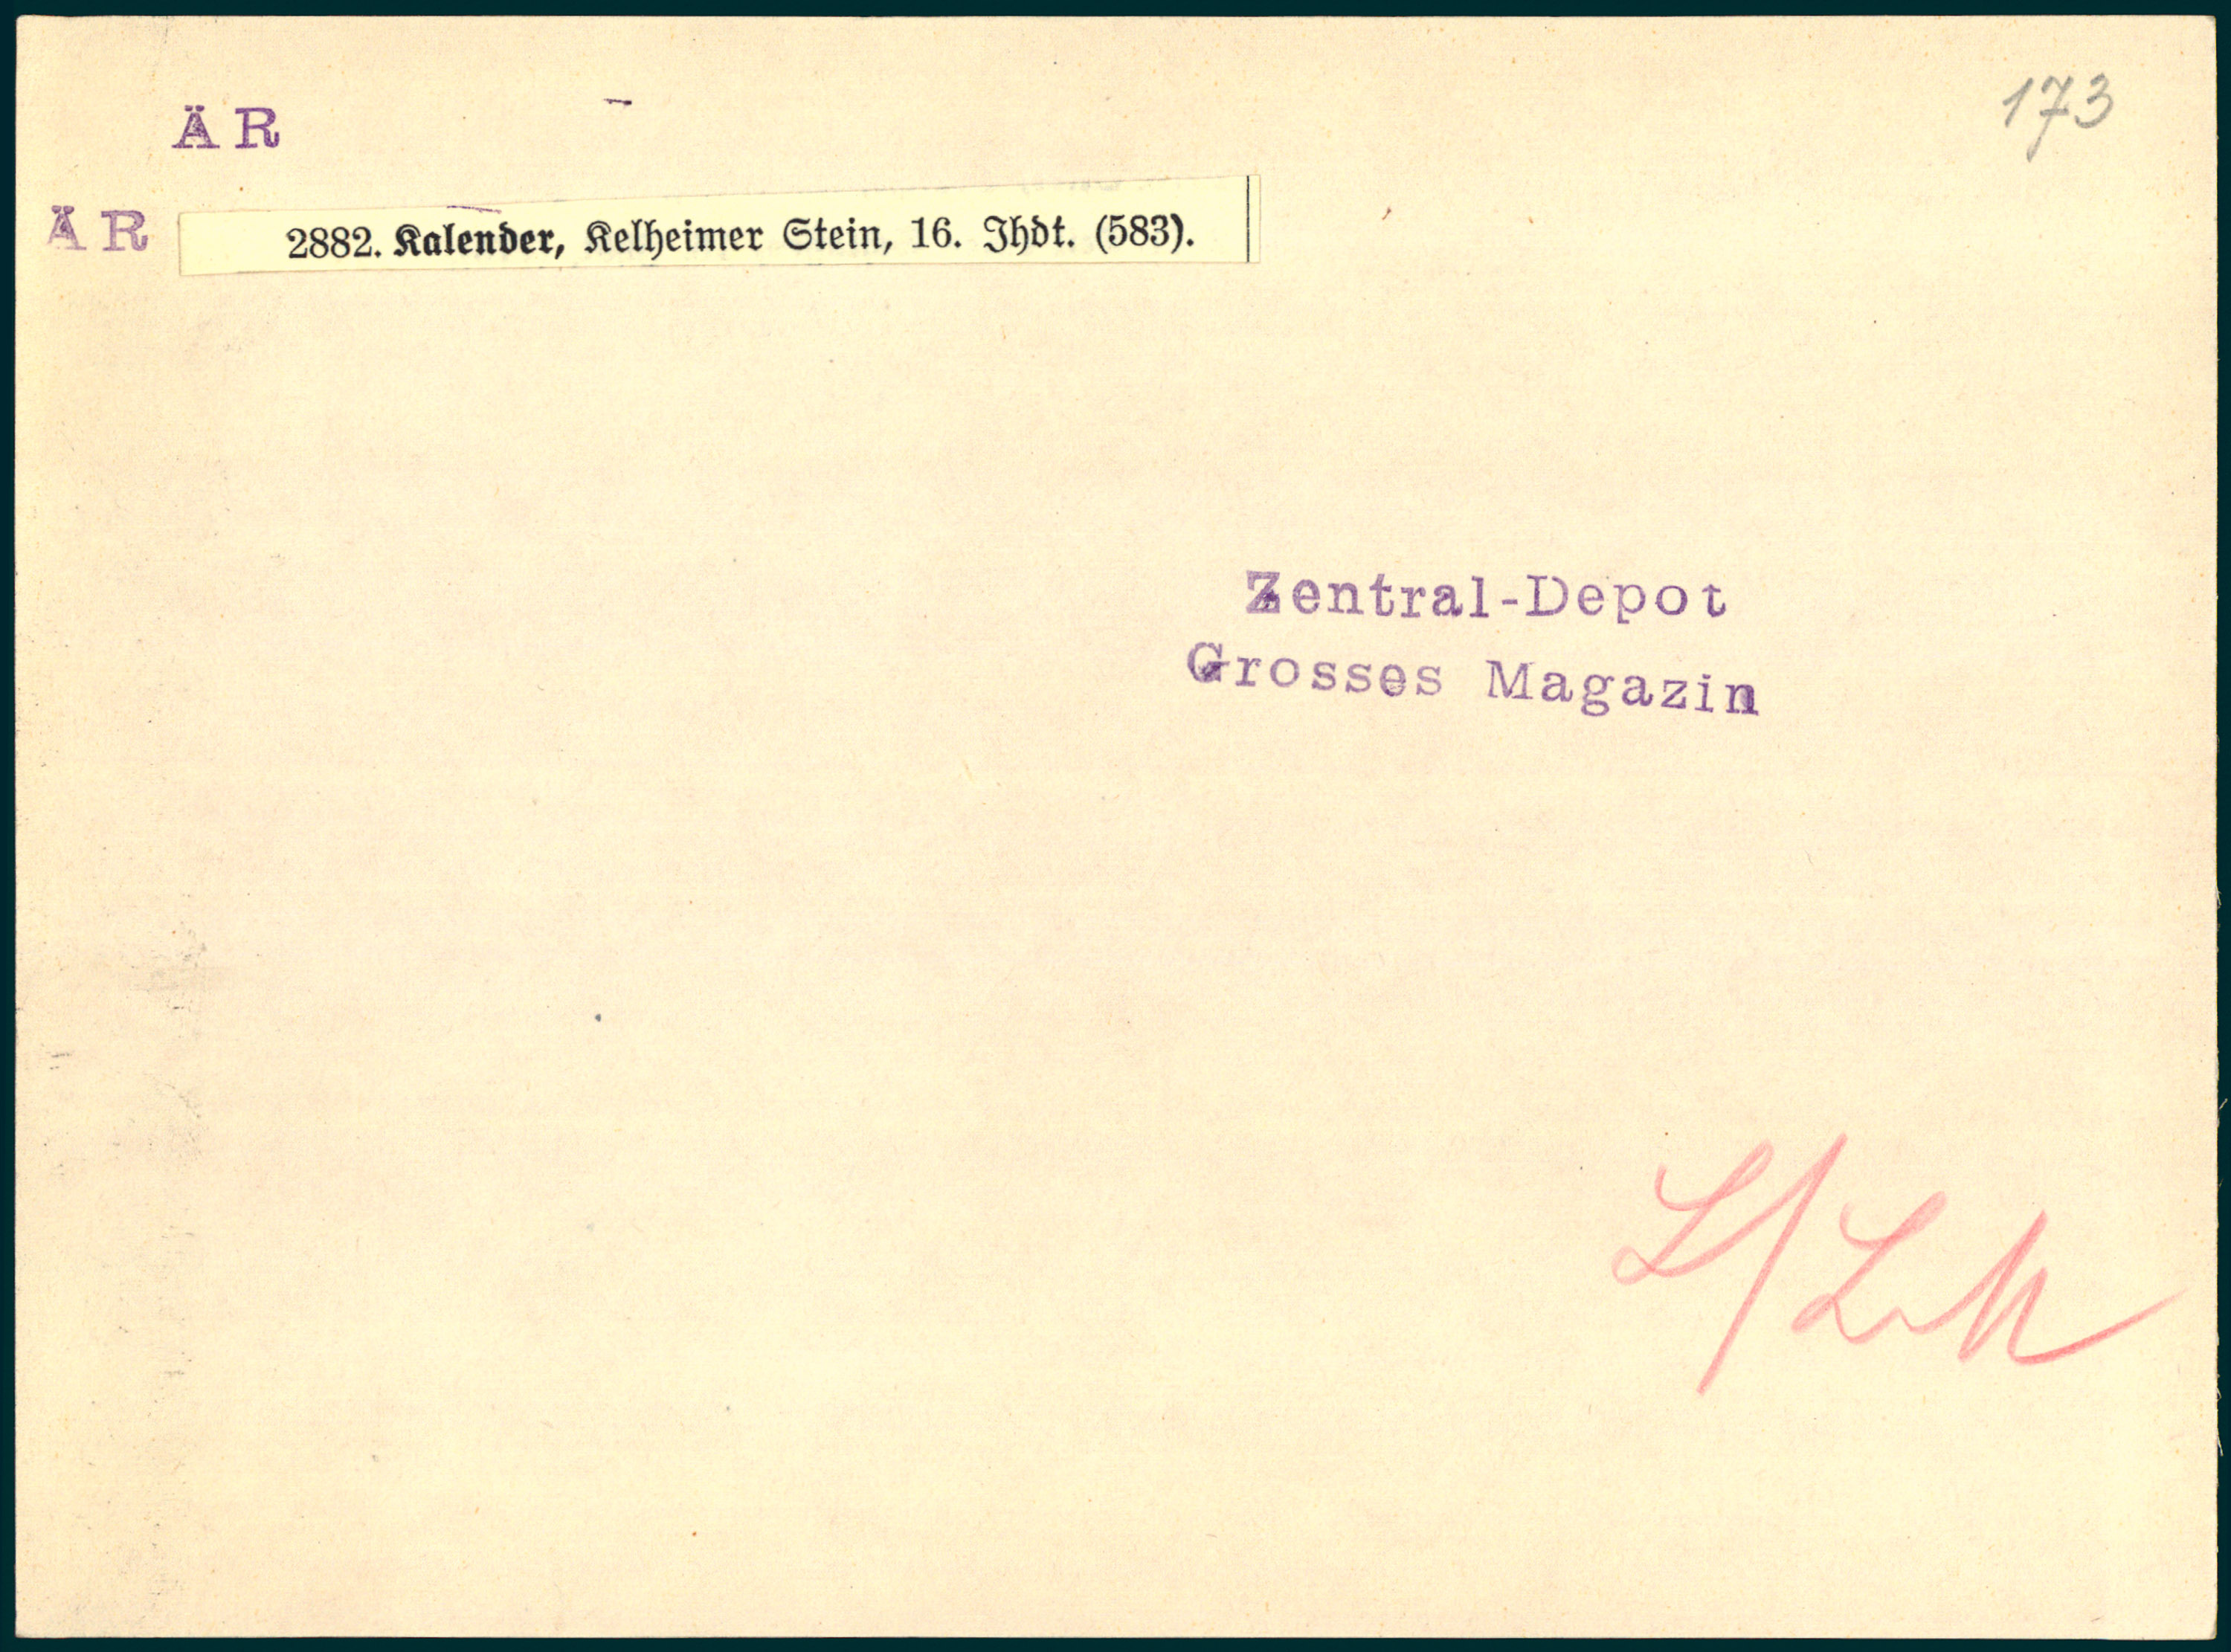 173
ÄR
ÄR 2882. Kalender, Kelheimer Stein, 16. Jhdt. (583).
Zentral-Depot
Grosses Magazin